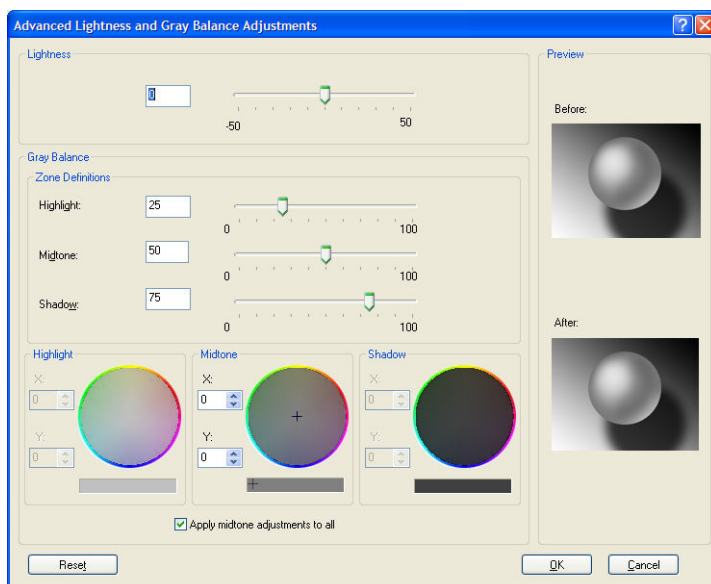 Advanced Lightness and Gray Balance Adjustments
Lightness
0
-50 50
Gray Balance
Zone Definitions
Highlight: 25
0 100
Midtone: 50
0 100
Shadow: 75
0 100
Highlight
X:
0
Y:
0
Midtone
X:
0
Y:
0
Shadow
X:
0
Y:
0
Apply midtone adjustments to all
Preview
Before:
After:
Reset OK Cancel